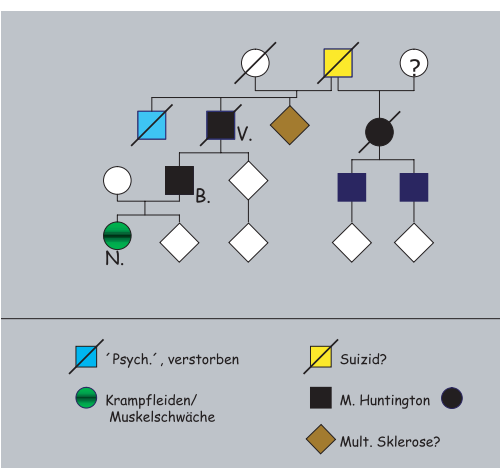 ?
V.
B.
N.
´Psych.´, verstorben
Suizid?
Krampfleiden/
Muskelschwäche
M. Huntington
Mult. Sklerose?